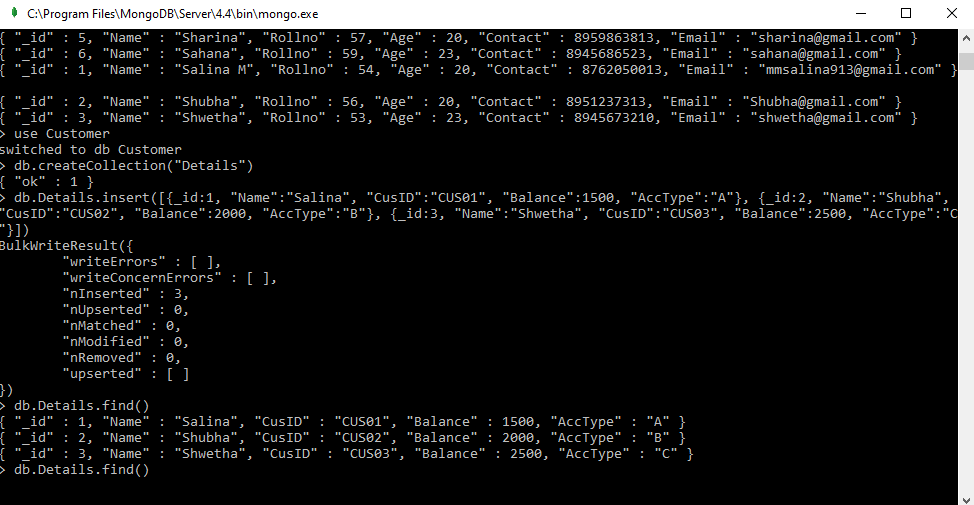 C:\Program Files\MongoDB\Server\4.4\bin\mongo.exe
{ "_id" : 5, "Name" : "Sharina", "Rollno" : 57, "Age" : 20, "Contact" : 8959863813, "Email" : "sharina@gmail.com" }
{ "_id" : 6, "Name" : "Sahana", "Rollno" : 59, "Age" : 23, "Contact" : 8945686523, "Email" : "sahana@gmail.com" }
{ "_id" : 1, "Name" : "Salina M", "Rollno" : 54, "Age" : 20, "Contact" : 8762050013, "Email" : "mmsalina913@gmail.com" }
{ "_id" : 2, "Name" : "Shubha", "Rollno" : 56, "Age" : 20, "Contact" : 8951237313, "Email" : "Shubha@gmail.com" }
{ "_id" : 3, "Name" : "Shwetha", "Rollno" : 53, "Age" : 23, "Contact" : 8945673210, "Email" : "shwetha@gmail.com" }
> use Customer
switched to db Customer
> db.createCollection("Details")
{ "ok" : 1 }
> db.Details.insert([{_id:1, "Name":"Salina", "CusID":"CUS01", "Balance":1500, "AccType":"A"}, {_id:2, "Name":"Shubha",
"CusID":"CUS02", "Balance":2000, "AccType":"B"}, {_id:3, "Name":"Shwetha", "CusID":"CUS03", "Balance":2500, "AccType":"C
"}])
BulkWriteResult({
"writeErrors" : [ ],
"writeConcernErrors" : [ ],
"nInserted" : 3,
"nUpserted" : 0,
"nMatched" : 0,
"nModified" : 0,
"nRemoved" : 0,
"upserted" : [ ]
})
> db.Details.find()
{ "_id" : 1, "Name" : "Salina", "CusID" : "CUS01", "Balance" : 1500, "AccType" : "A" }
{ "_id" : 2, "Name" : "Shubha", "CusID" : "CUS02", "Balance" : 2000, "AccType" : "B" }
{ "_id" : 3, "Name" : "Shwetha", "CusID" : "CUS03", "Balance" : 2500, "AccType" : "C" }
> db.Details.find()